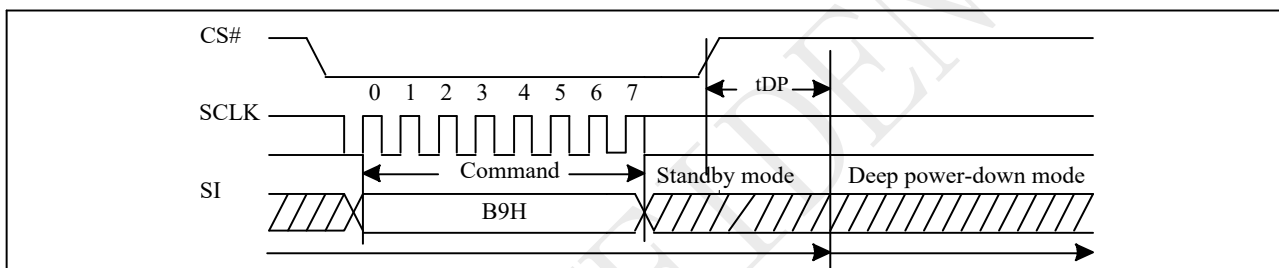 CS#
tDP
0 1 2 3 4 5 6 7
SCLK
Command
Standby mode
Deep power-down mode
SI
B9H